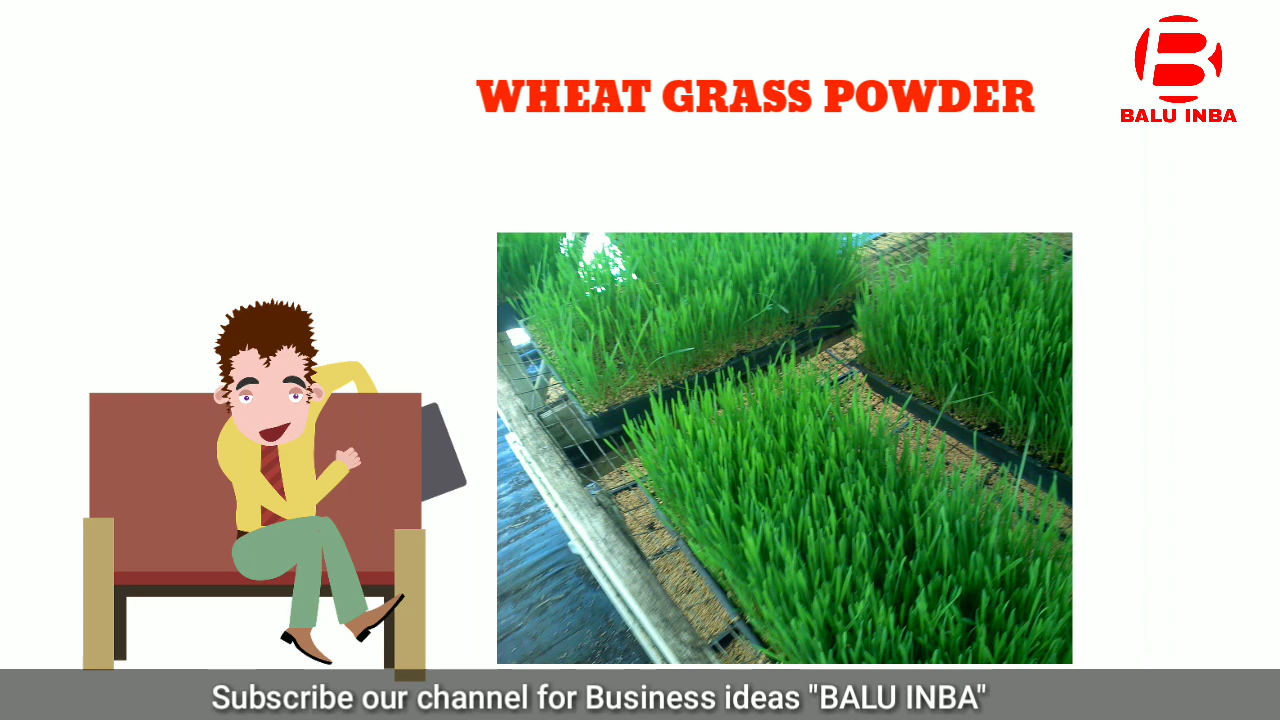 WHEAT GRASS POWDER
BALU INBA
Subscribe our channel for Business ideas "BALU INBA"